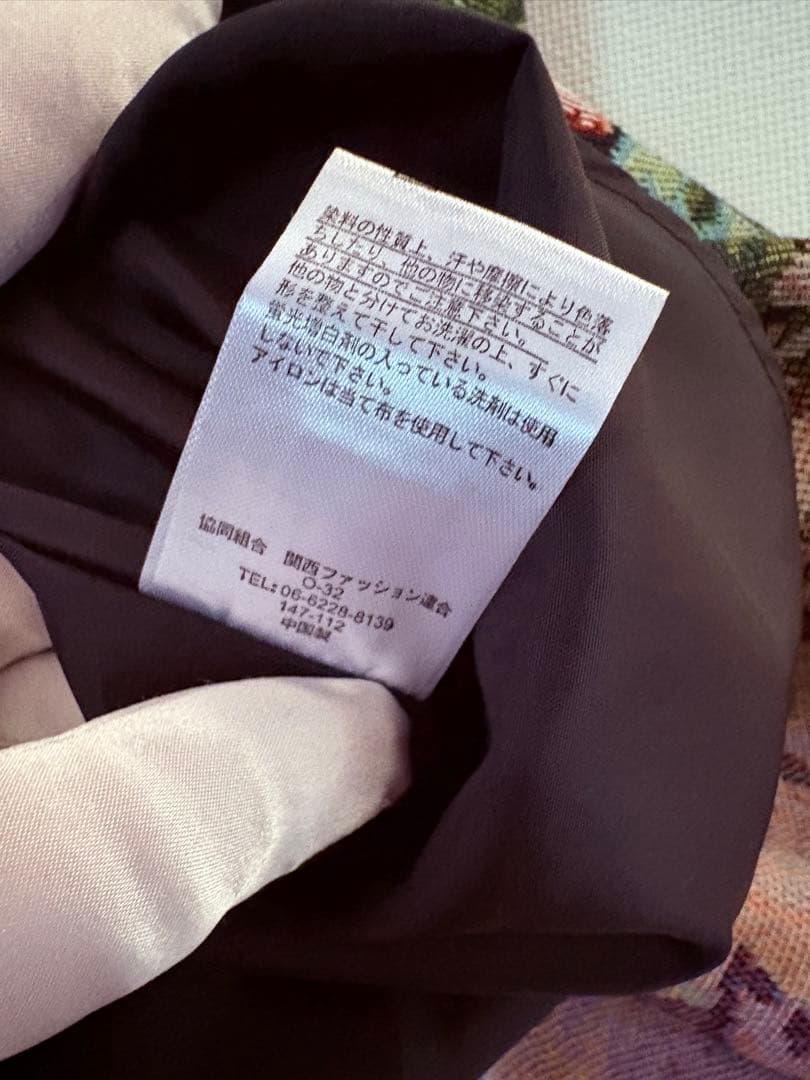 染料の性質上、汗や摩擦により色落
ちしたり、他の物に移染することが
ありますのでご注意下さい。
他の物と分けてお洗濯の上、すぐに
形を整えて干して下さい。
蛍光増白剤の入っている洗剤は使用
しないで下さい。
アイロンは当て布を使用して下さい。
協同組合 関西ファッション連合
O-32
TEL:06-6228-8139
147-112
中国製